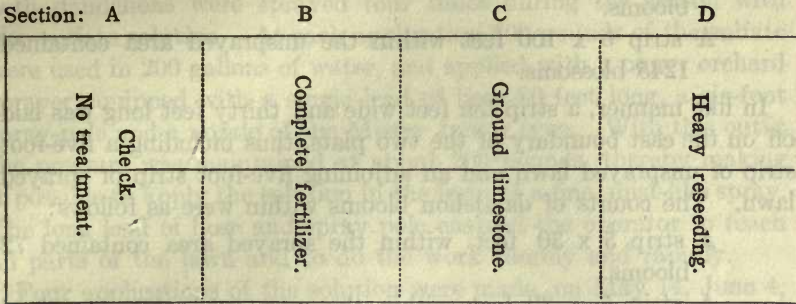 Section: A B C D
Check.
No treatment.
Complete fertilizer.
Ground limestone.
Heavy reseeding.